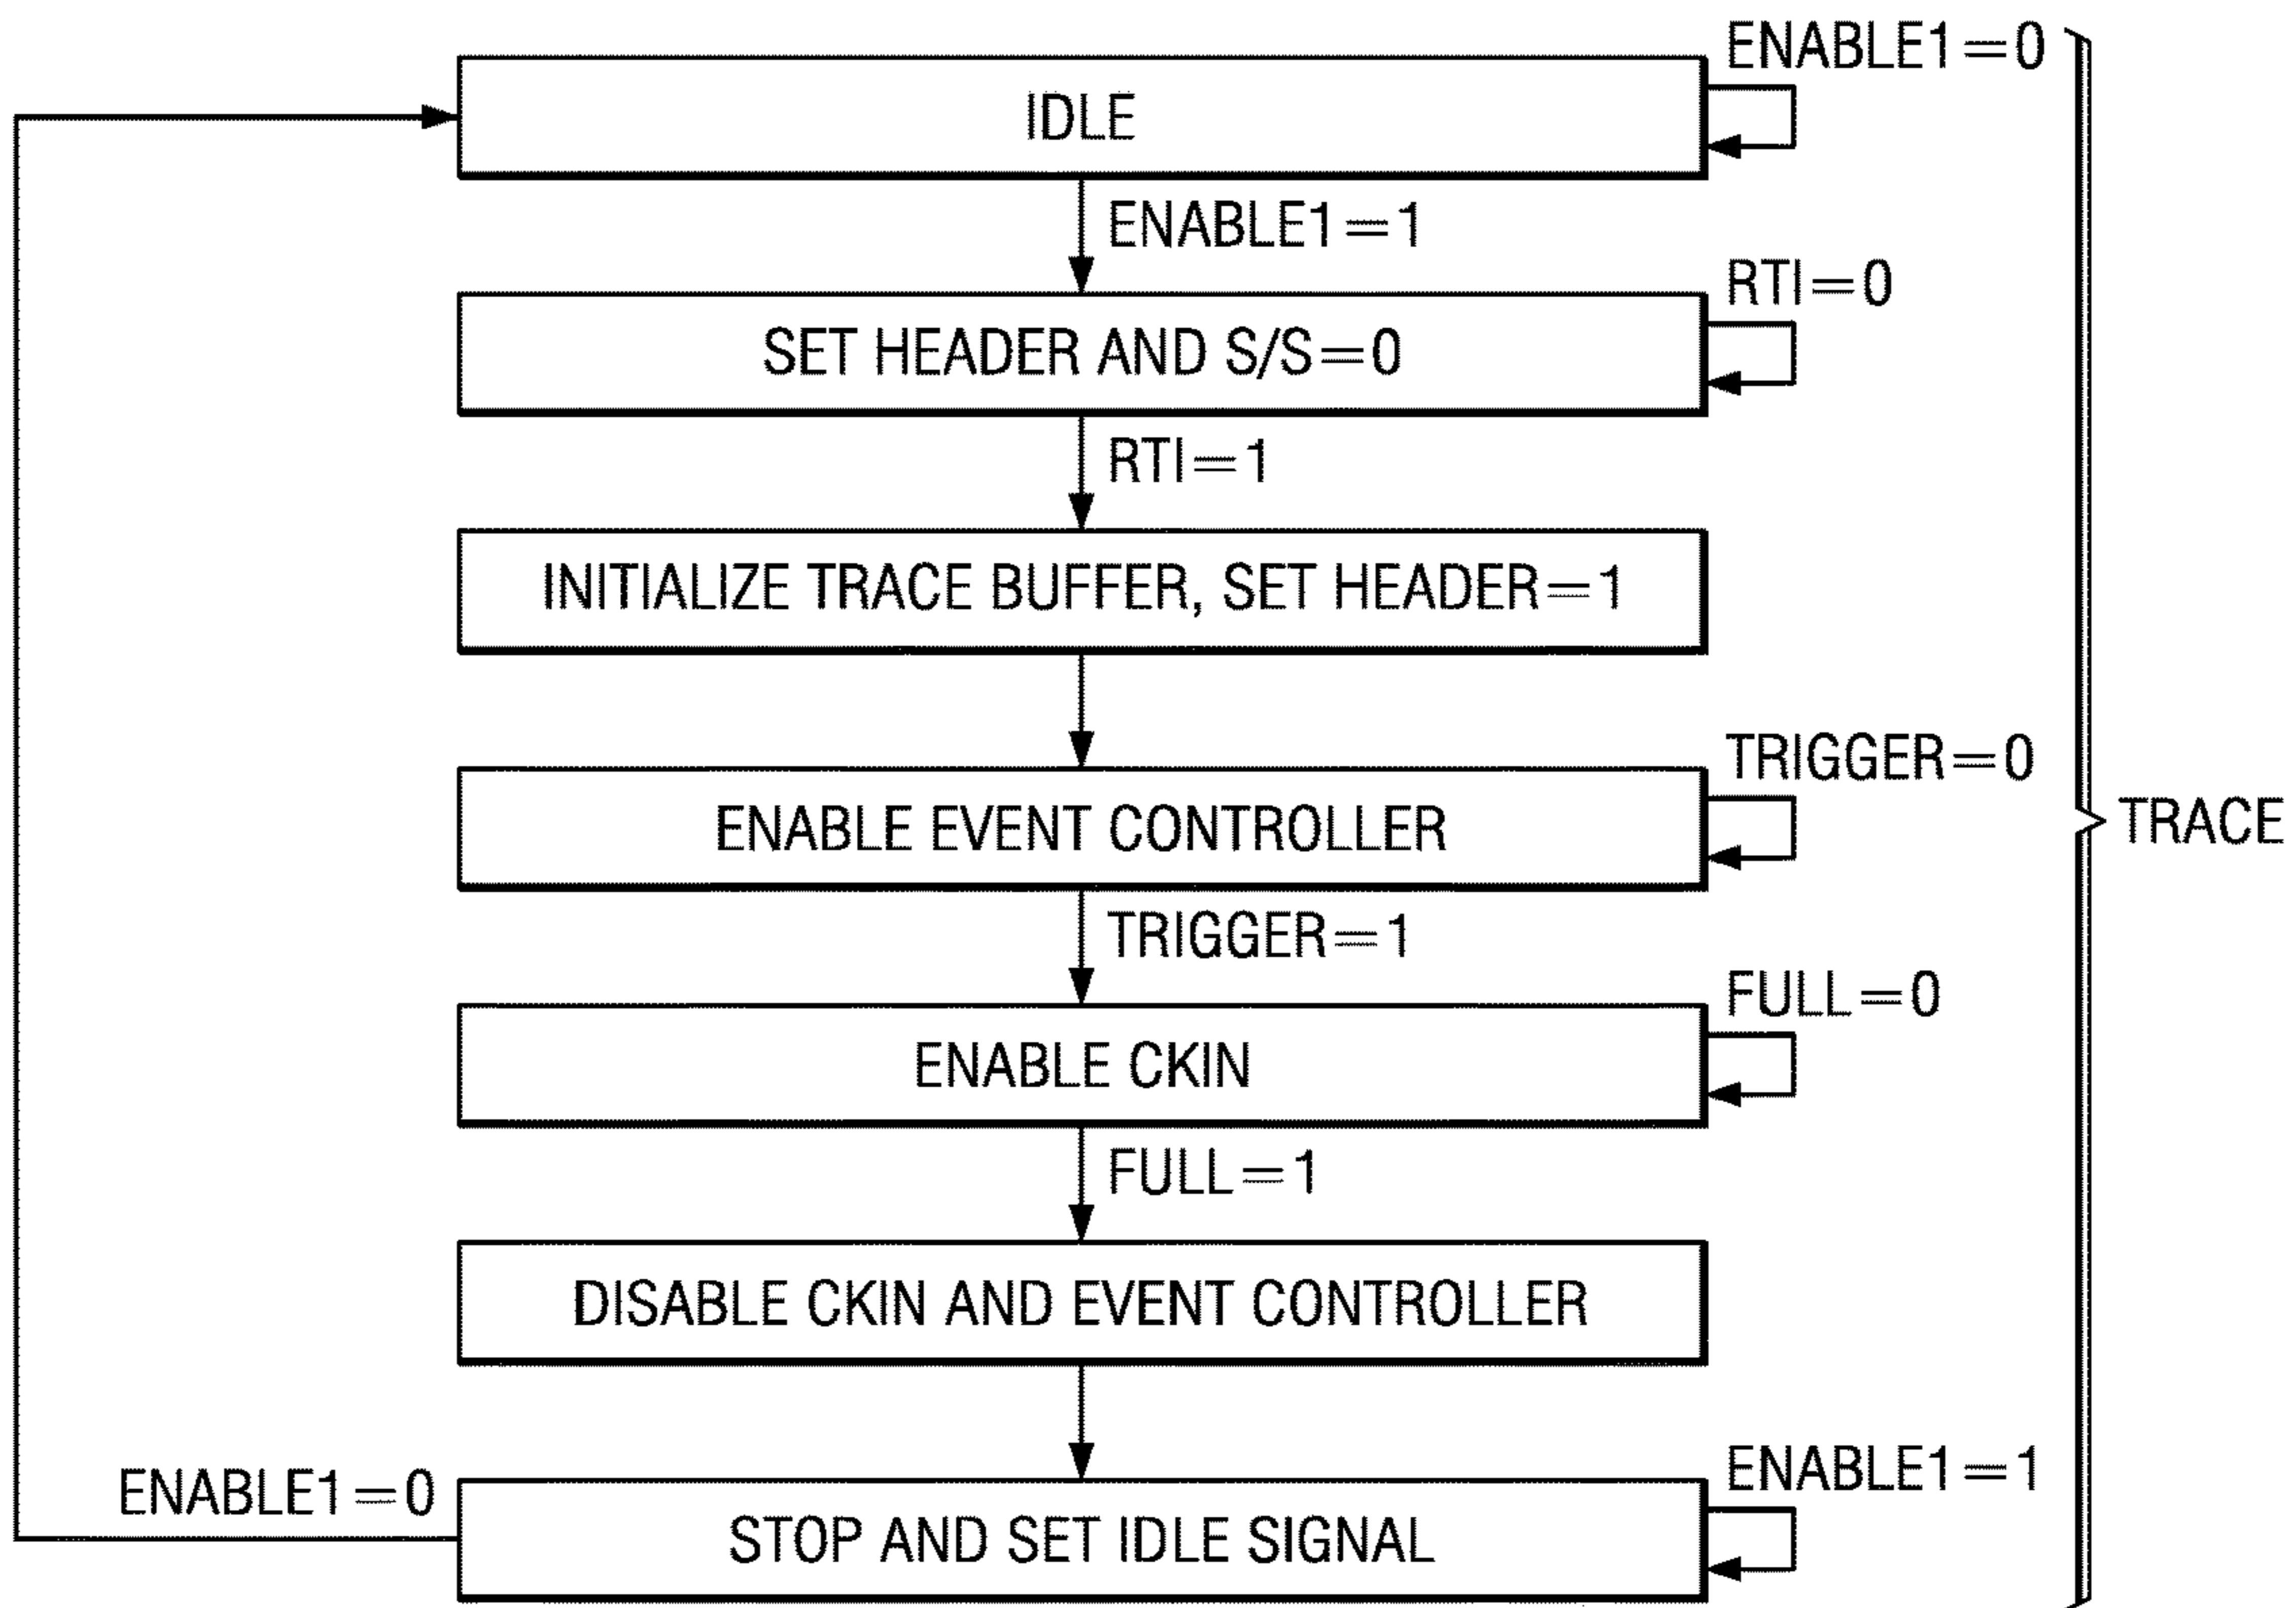 ENABLE1=0
IDLE
ENABLE1=1
RTI=0
SET HEADER AND S/S=0
RTI=1
INITIALIZE TRACE BUFFER, SET HEADER=1
TRIGGER=0
ENABLE EVENT CONTROLLER
TRACE
TRIGGER=1
FULL=0
ENABLE CKIN
FULL=1
DISABLE CKIN AND EVENT CONTROLLER
ENABLE1=1
ENABLE1=0
STOP AND SET IDLE SIGNAL